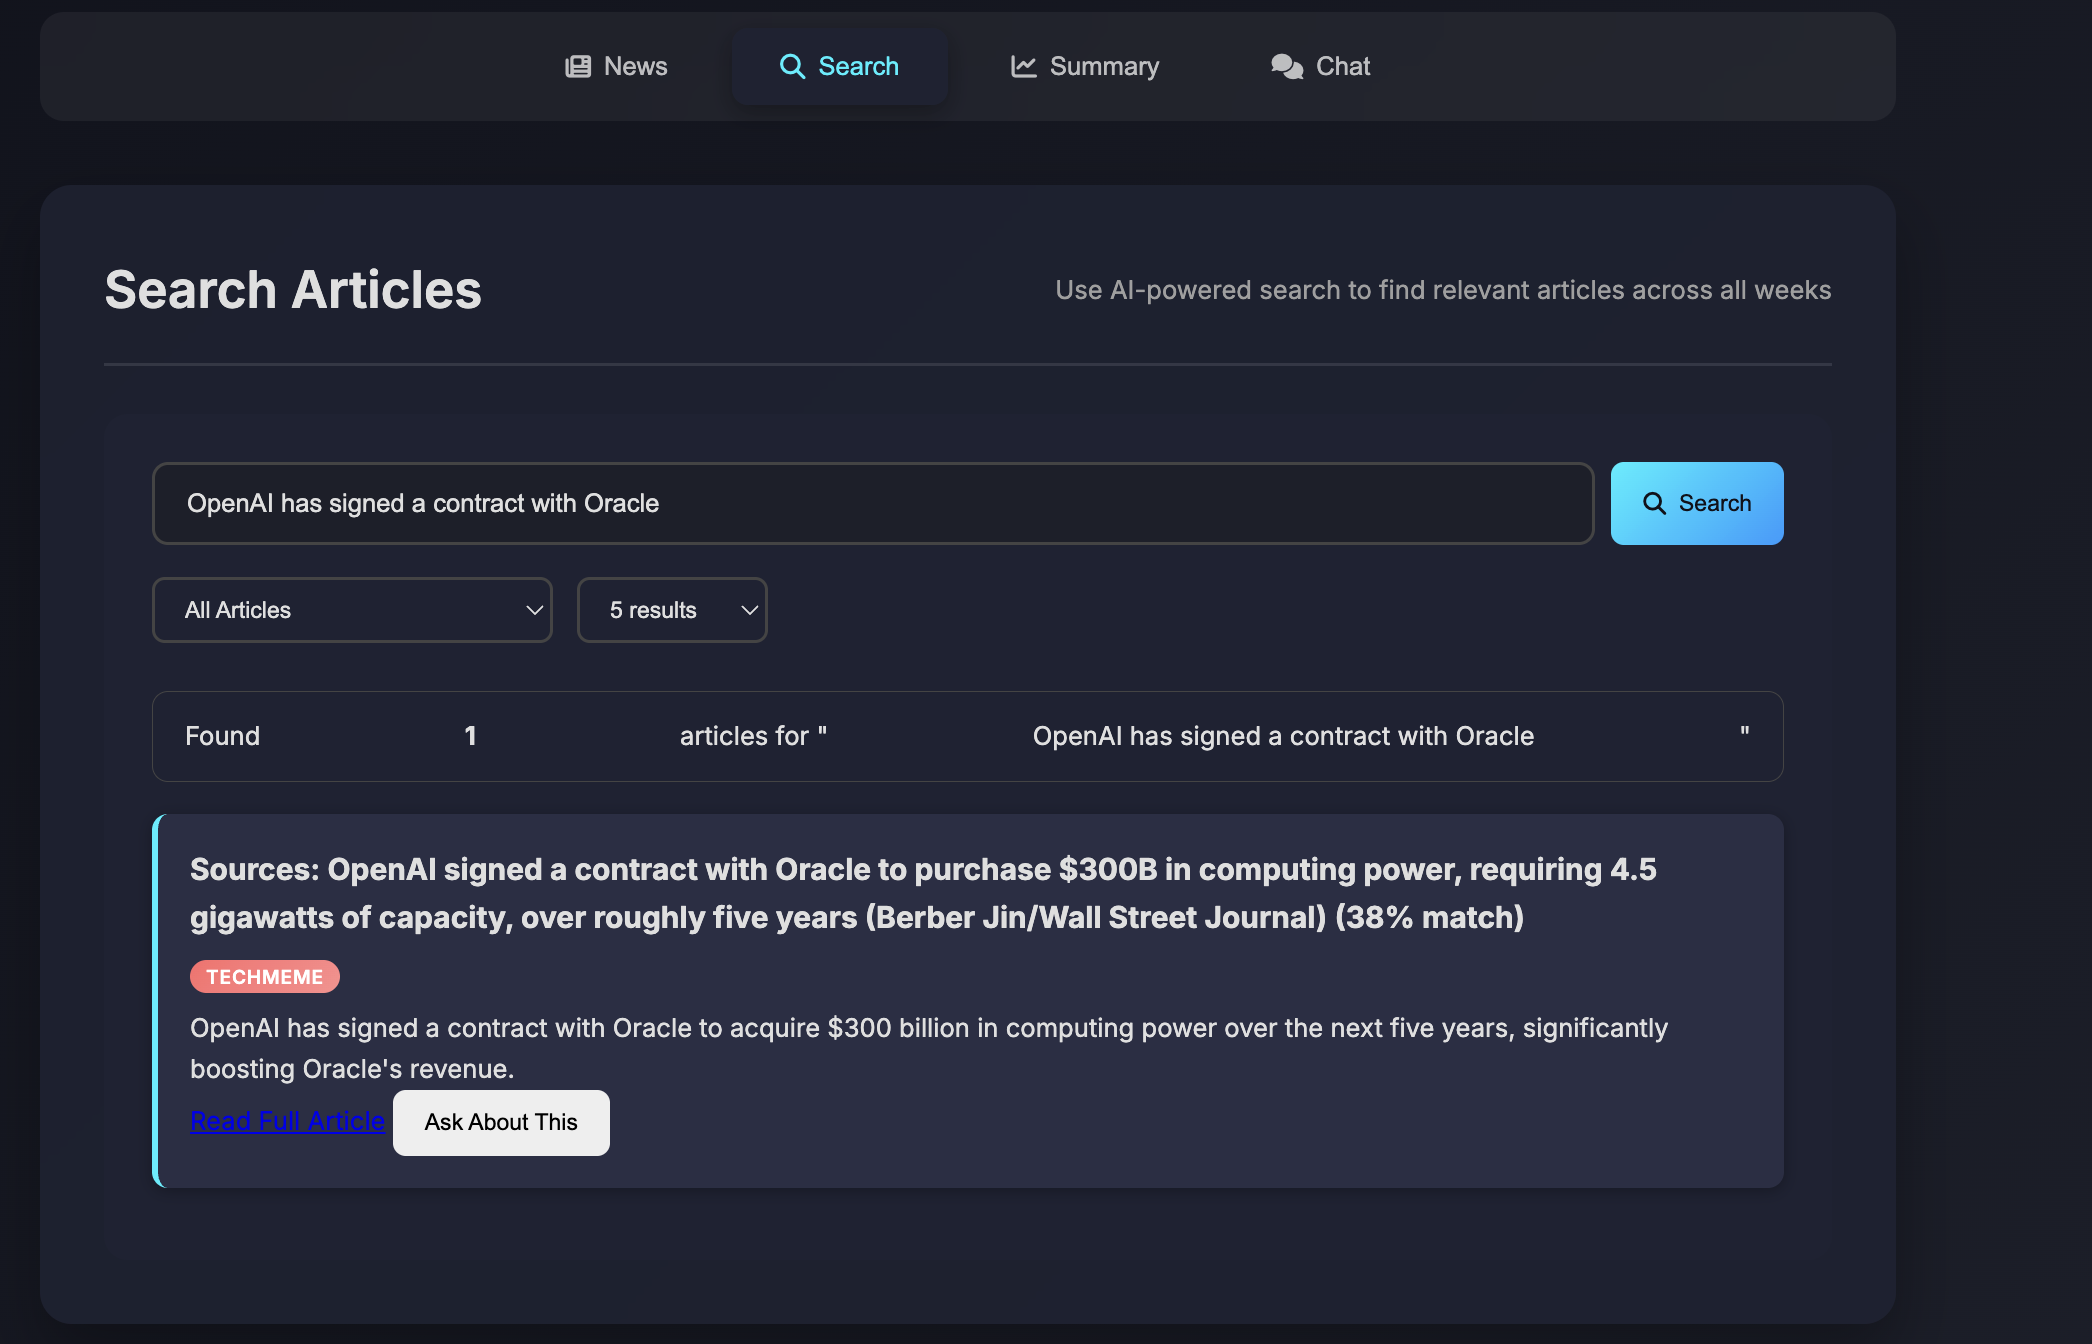 News
Search
Summary
Chat
Search Articles
Use AI-powered search to find relevant articles across all weeks
OpenAI has signed a contract with Oracle
Search
All Articles
5 results
Found 1 articles for " OpenAI has signed a contract with Oracle "
Sources: OpenAI signed a contract with Oracle to purchase $300B in computing power, requiring 4.5
gigawatts of capacity, over roughly five years (Berber Jin/Wall Street Journal) (38% match)
TECHMEME
OpenAI has signed a contract with Oracle to acquire $300 billion in computing power over the next five years, significantly
boosting Oracle's revenue.
Read Full Article
Ask About This